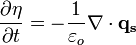 ∂η/∂t = −(1/ε_o) ∇ · **q_s**